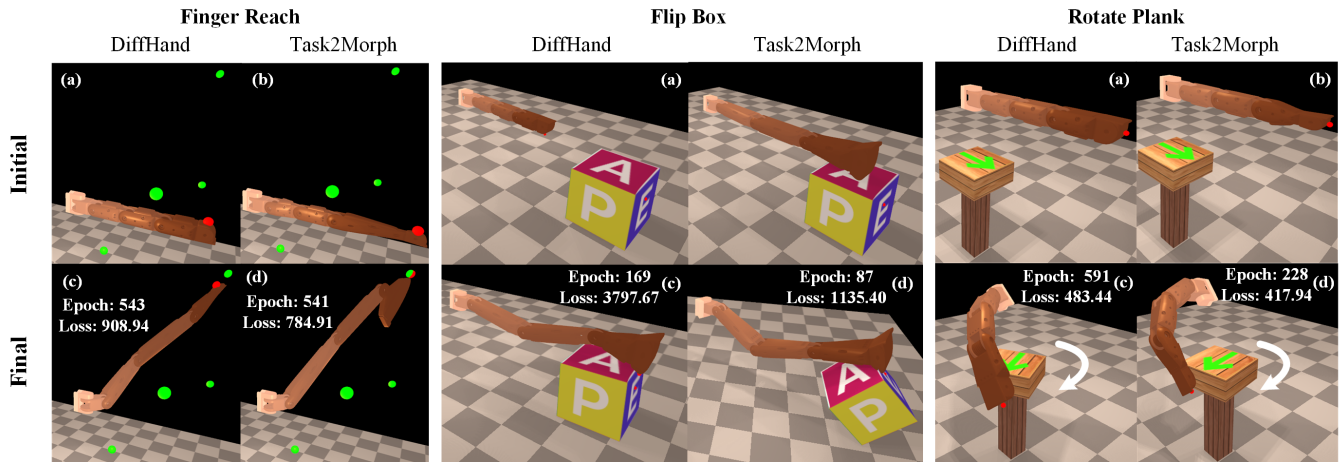 Finger Reach
Flip Box
Rotate Plank
DiffHand
Task2Morph
DiffHand
Task2Morph
DiffHand
Task2Morph
Initial
(a)
(b)
(a)
(b)
(a)
(b)
A
P
E
A
P
E
Final
(c)
Epoch: 543
Loss: 908.94
(d)
Epoch: 541
Loss: 784.91
Epoch: 169
(c)
Loss: 3797.67
Epoch: 87
(d)
Loss: 1135.40
Epoch: 591
(c)
Loss: 483.44
Epoch: 228
(d)
Loss: 417.94
A
P
E
A
P